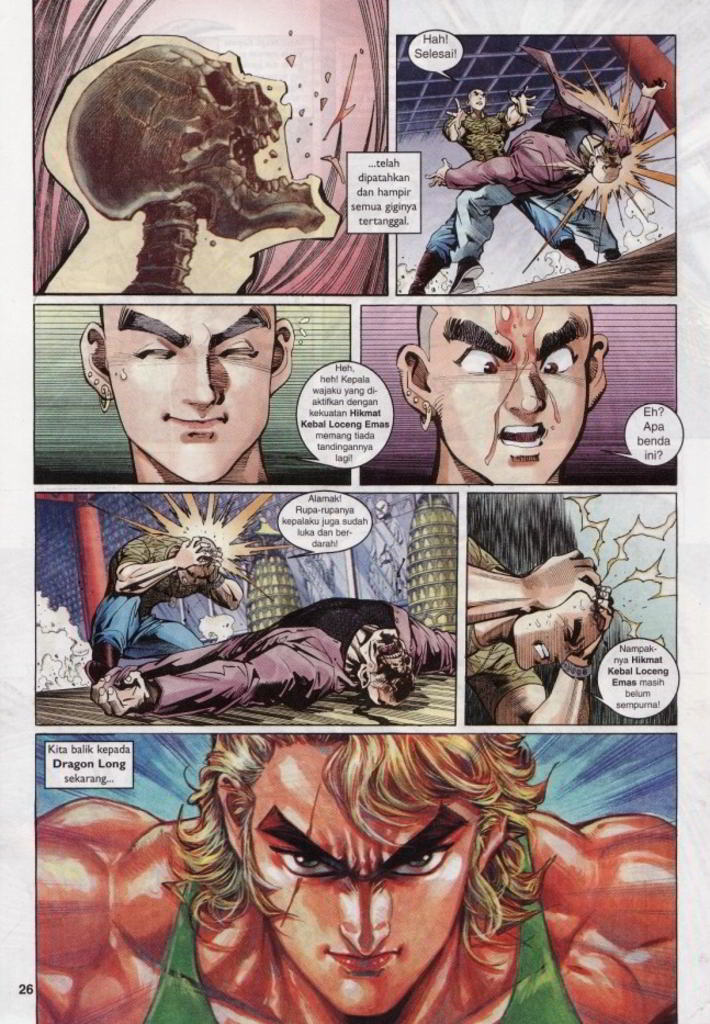 ...telah
dipatahkan
dan hampir
semua giginya
tertanggal.
Hah!
Selesai!
Heh,
heh! Kepala
wajaku yang di-
aktifkan dengan
kekuatan Hikmat
Kebal Loceng Emas
memang tiada
tandingannya
lagi!
Eh?
Apa
benda
ini?
Alamak!
Rupa-rupanya
kepalaku juga sudah
luka dan ber-
darah!
Nampak-
nya Hikmat
Kebal Loceng
Emas masih
belum
sempurna!
Kita balik kepada
Dragon Long
sekarang...
26